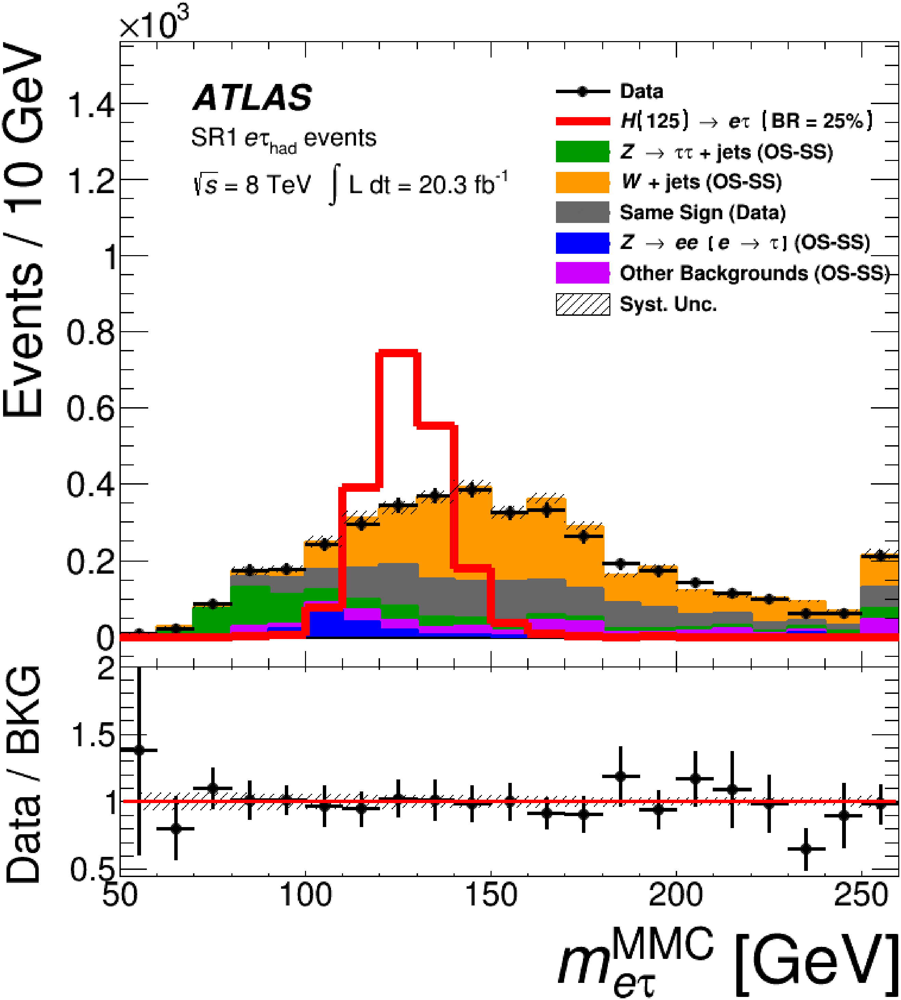 ×10³
Events / 10 GeV
1.4
1.2
1
0.8
0.6
0.4
0.2
0
ATLAS
SR1 eτhad events
√s = 8 TeV ∫ L dt = 20.3 fb⁻¹
Data
H(125) → eτ (BR = 25%)
Z → ττ + jets (OS-SS)
W + jets (OS-SS)
Same Sign (Data)
Z → ee (e → τ) (OS-SS)
Other Backgrounds (OS-SS)
Syst. Unc.
Data / BKG
2
1.5
1
0.5
50 100 150 200 250
m_{eτ}^{MMC} [GeV]